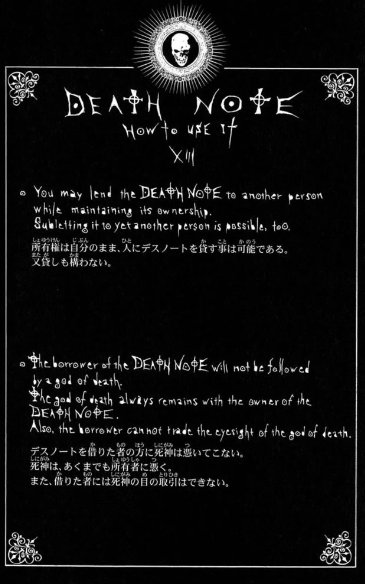 DEATH NOTE
How to use it
XIII
You may lend the DEATH NOTE to another person
while maintaining its ownership.
Subletting it to yet another person is possible, too.
所有権は自分のまま、人にデスノートを貸す事は可能である。
又貸しも構わない。
The borrower of the DEATH NOTE will not be followed
by a god of death.
The god of death always remains with the owner of the
DEATH NOTE.
Also, the borrower cannot trade the eyesight of the god of death.
デスノートを借りた者の方に死神は憑いてこない。
死神は、あくまでも所有者に憑く。
また、借りた者には死神の目の取引はできない。